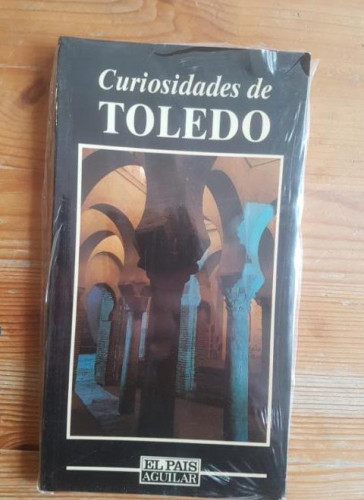 Curiosidades de
TOLEDO
EL PAIS
AGUILAR